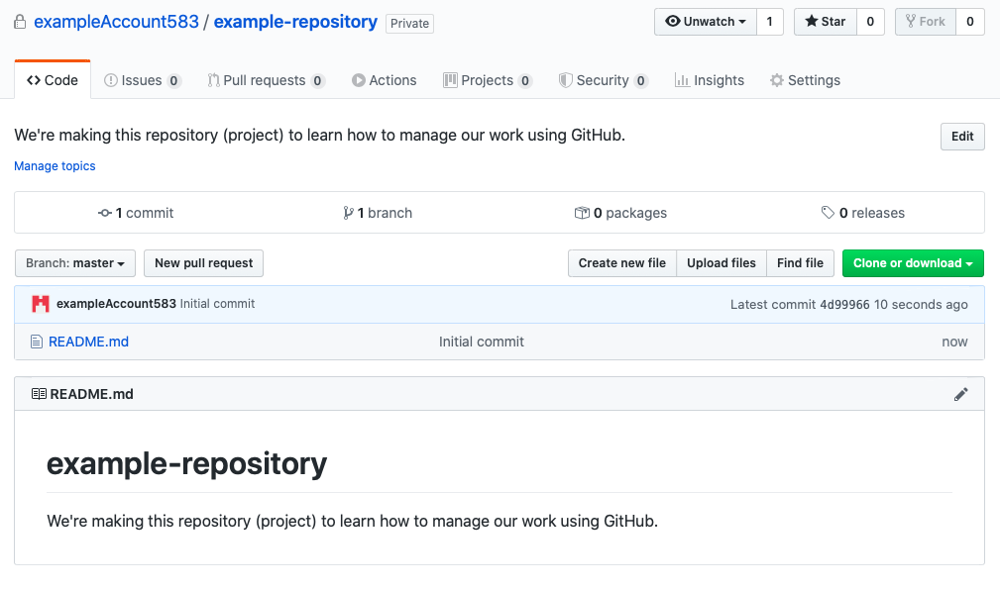 exampleAccount583 / example-repository Private Unwatch 1 Star 0 Fork 0
Code Issues 0 Pull requests 0 Actions Projects 0 Security 0 Insights Settings
We're making this repository (project) to learn how to manage our work using GitHub. Edit
Manage topics
1 commit 1 branch 0 packages 0 releases
Branch: master New pull request Create new file Upload files Find file Clone or download
exampleAccount583 Initial commit Latest commit 4d99966 10 seconds ago
README.md Initial commit now
README.md
example-repository
We're making this repository (project) to learn how to manage our work using GitHub.